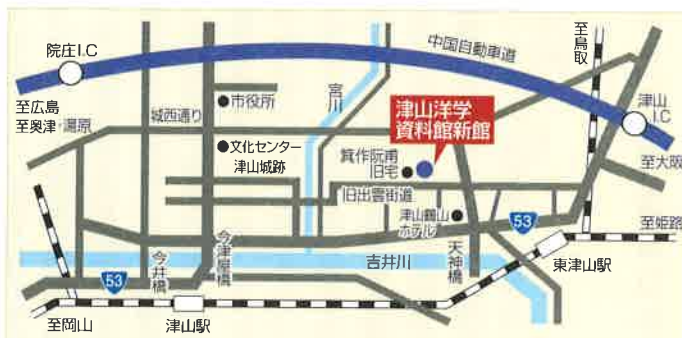 院庄I.C
中国自動車道
至鳥取
至広島
至奥津・湯原
市役所
宮川
城西通り
津山洋学
資料館新館
津山
I.C
文化センター
津山城跡
箕作阮甫
旧宅
至大阪
旧出雲街道
津山鶴山
ホテル
53
至姫路
今津屋橋
今井橋
吉井川
天神橋
東津山駅
53
至岡山
津山駅